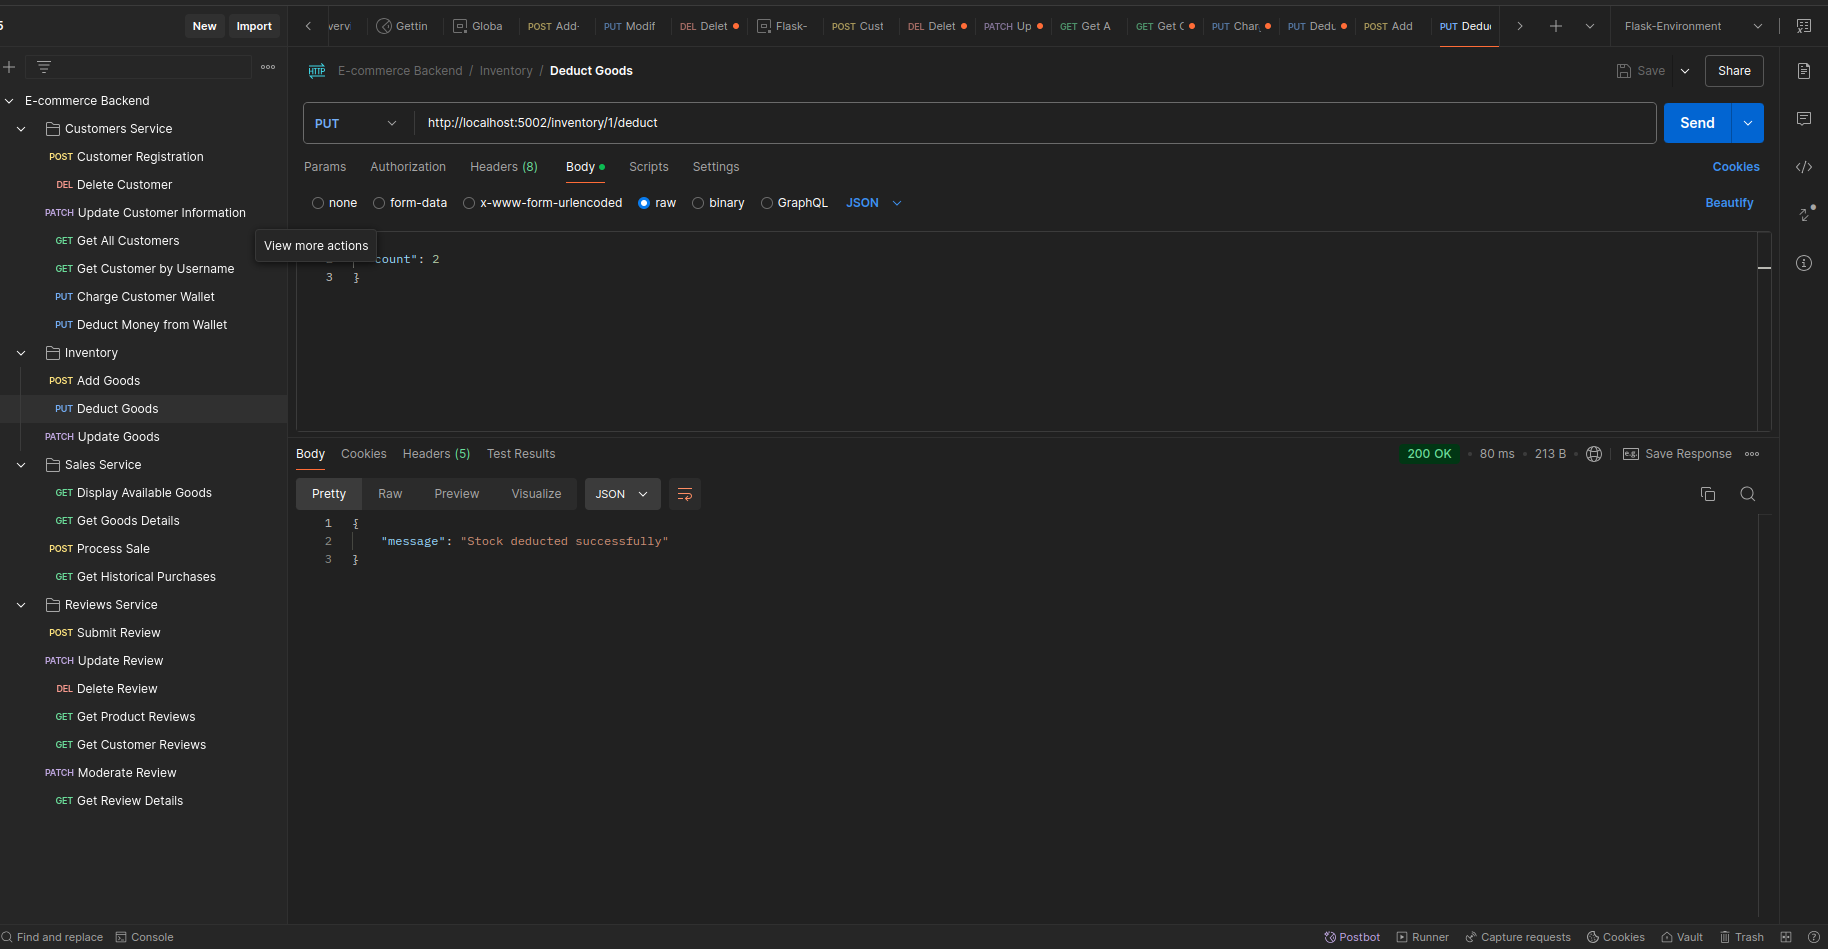 5 New Import
Gettin Globa POST Add- PUT Modif DEL Delet Flask- POST Cust DEL Delet PATCH Up GET Get A GET Get C PUT Char PUT Dedu POST Add PUT Dedu Flask-Environment
E-commerce Backend / Inventory / Deduct Goods Save Share
PUT http://localhost:5002/inventory/1/deduct Send
Params Authorization Headers (8) Body Scripts Settings Cookies
none form-data x-www-form-urlencoded raw binary GraphQL JSON Beautify
View more actions
count": 2
3 }
E-commerce Backend
Customers Service
POST Customer Registration
DEL Delete Customer
PATCH Update Customer Information
GET Get All Customers
GET Get Customer by Username
PUT Charge Customer Wallet
PUT Deduct Money from Wallet
Inventory
POST Add Goods
PUT Deduct Goods
PATCH Update Goods
Sales Service
GET Display Available Goods
GET Get Goods Details
POST Process Sale
GET Get Historical Purchases
Reviews Service
POST Submit Review
PATCH Update Review
DEL Delete Review
GET Get Product Reviews
GET Get Customer Reviews
PATCH Moderate Review
GET Get Review Details
Body Cookies Headers (5) Test Results 200 OK 80 ms 213 B Save Response
Pretty Raw Preview Visualize JSON
1 {
2 "message": "Stock deducted successfully"
3 }
Find and replace Console Postbot Runner Capture requests Cookies Vault Trash